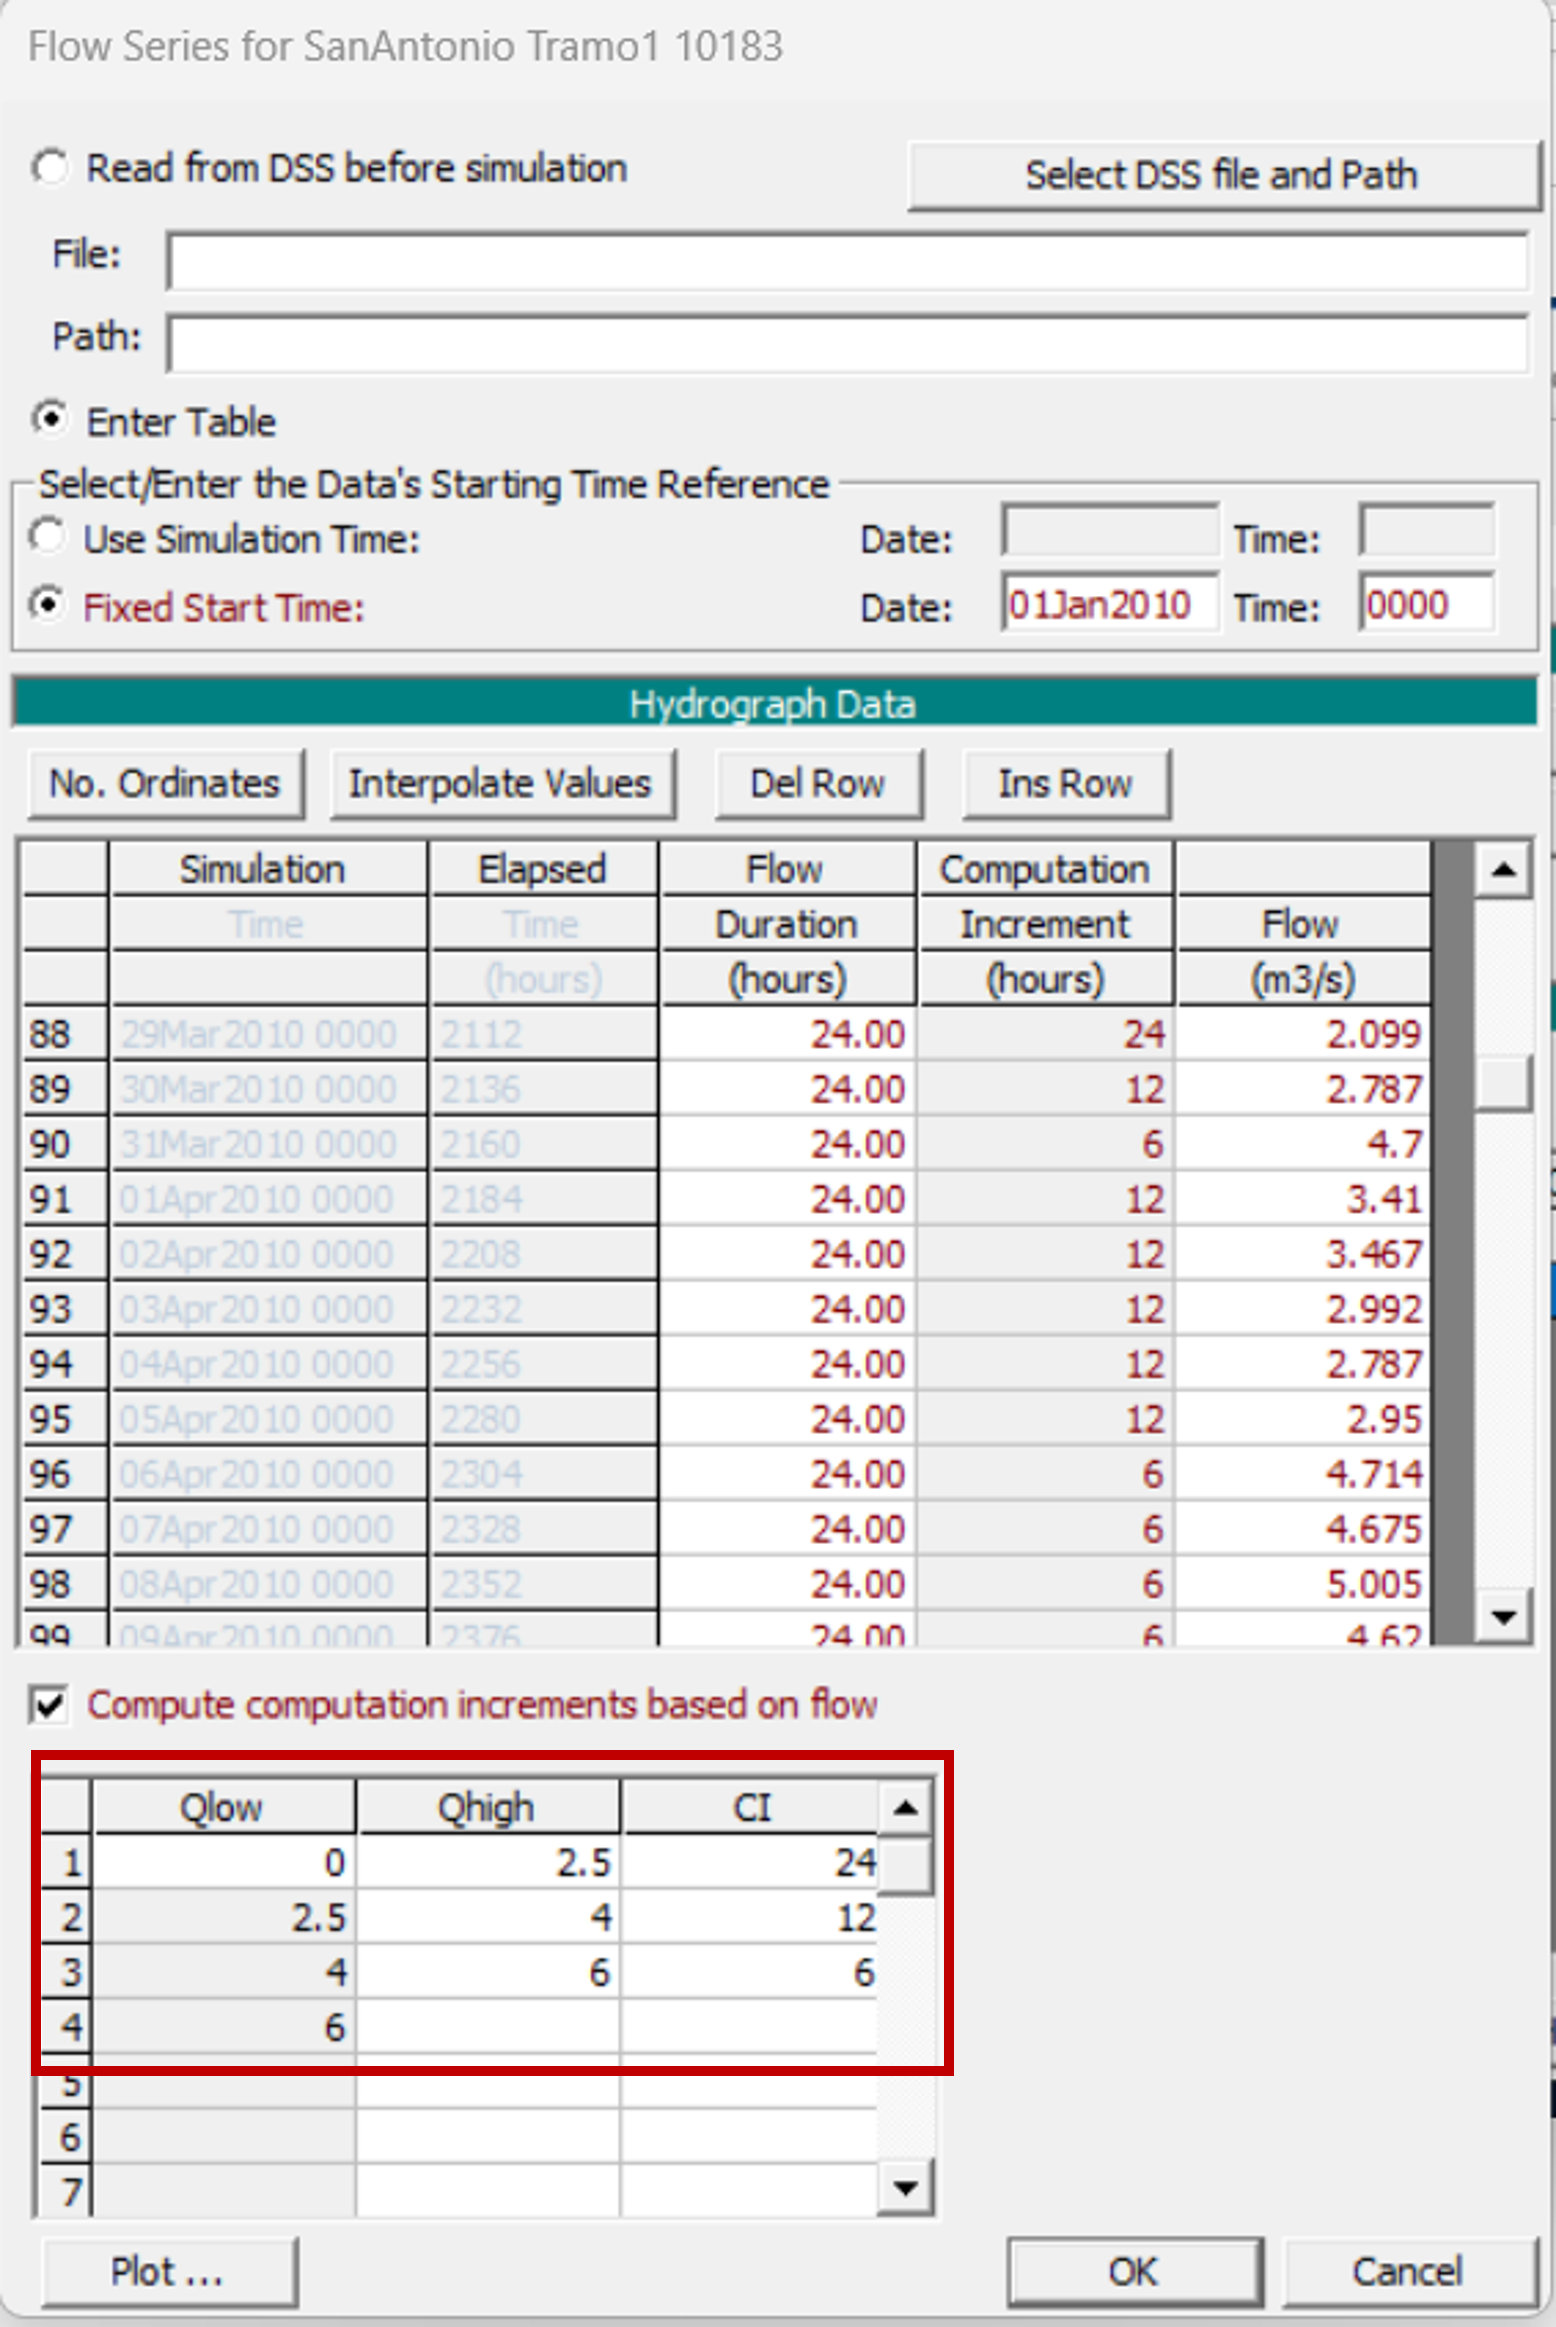 Flow Series for SanAntonio Tramo1 10183
Read from DSS before simulation Select DSS file and Path
File:
Path:
Enter Table
Select/Enter the Data's Starting Time Reference
Use Simulation Time: Date: Time:
Fixed Start Time: Date: 01Jan2010 Time: 0000
Hydrograph Data
No. Ordinates Interpolate Values Del Row Ins Row
Simulation Elapsed Flow Computation
Time Time Duration Increment Flow
(hours) (hours) (hours) (m3/s)
88 29Mar2010 0000 2112 24.00 24 2.099
89 30Mar2010 0000 2136 24.00 12 2.787
90 31Mar2010 0000 2160 24.00 6 4.7
91 01Apr2010 0000 2184 24.00 12 3.41
92 02Apr2010 0000 2208 24.00 12 3.467
93 03Apr2010 0000 2232 24.00 12 2.992
94 04Apr2010 0000 2256 24.00 12 2.787
95 05Apr2010 0000 2280 24.00 12 2.95
96 06Apr2010 0000 2304 24.00 6 4.714
97 07Apr2010 0000 2328 24.00 6 4.675
98 08Apr2010 0000 2352 24.00 6 5.005
99 09Apr2010 0000 2376 24.00 6 4.62
Compute computation increments based on flow
Qlow Qhigh CI
1 0 2.5 24
2 2.5 4 12
3 4 6 6
4 6
5
6
7
Plot ... OK Cancel